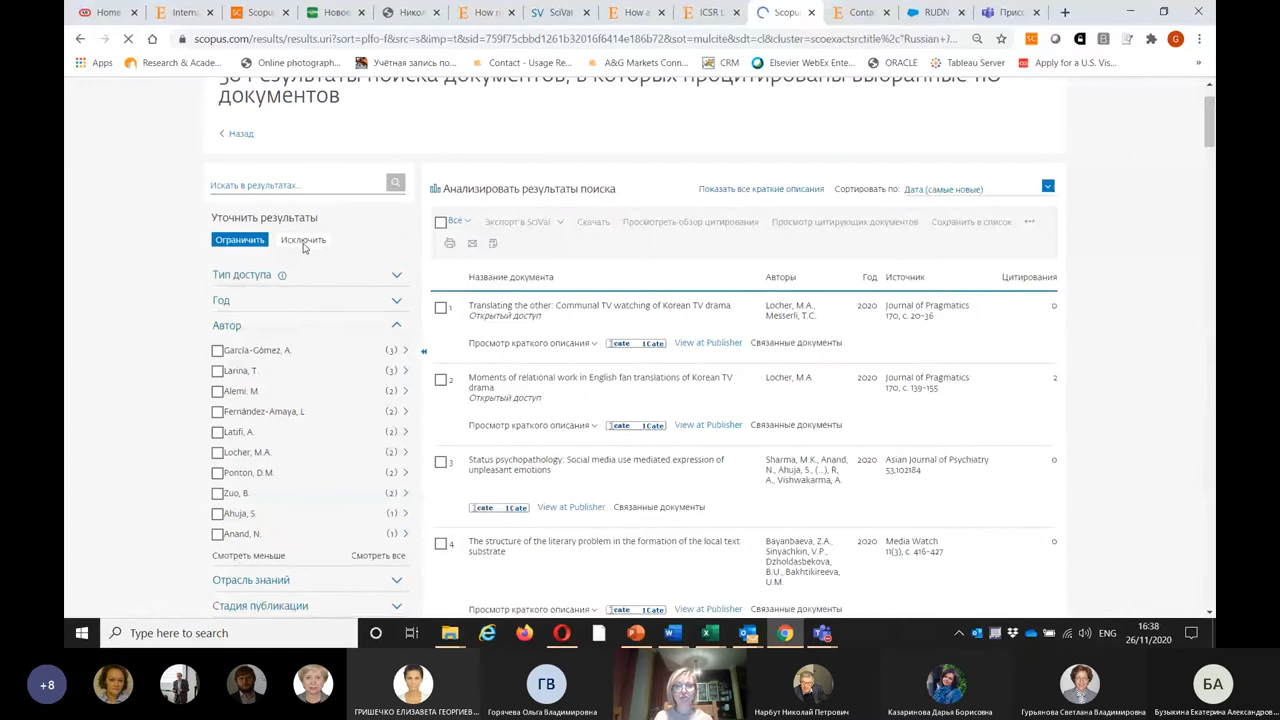 Home
Intern
Scopus
Новое
Никол
How n
SciVal
How a
ICSR L
Scopu
Conta
RUDN
Присс
scopus.com/results/results.uri?sort=plfo-f&src=s&imp=t&sid=759f75cbbd1261b32016f6414e186b72&sot=mulcite&sdt=cl&cluster=scoexactsrctitle%2c"Russian+J...
Apps
Research & Acade...
Online photograph...
Учётная запись по...
Contact - Usage Re...
A&G Markets Conn...
CRM
Elsevier WebEx Ente...
ORACLE
Tableau Server
Apply for a U.S. Vis...
»
документов
Назад
Искать в результатах...
Анализировать результаты поиска
Показать все краткие описания
Сортировать по:
Дата (самые новые)
Уточнить результаты
Все
Экспорт в SciVal
Скачать
Просмотреть обзор цитирования
Просмотр цитирующих документов
Сохранить в список
Ограничить
Исключить
Тип доступа
Название документа
Авторы
Год
Источник
Цитирования
Год
1
Translating the other: Communal TV watching of Korean TV drama
Открытый доступ
Locher, M.A.,
Messerli, T.C.
2020
Journal of Pragmatics
170, с. 20-36
0
Автор
Просмотр краткого описания
View at Publisher
Связанные документы
García-Gómez, A.
(3)
Larina, T.
(3)
Alemi, M.
(2)
Fernández-Amaya, L.
(2)
Latifi, A.
(2)
Locher, M.A.
(2)
Ponton, D.M.
(2)
Zuo, B.
(2)
Ahuja, S.
(1)
Anand, N.
(1)
Смотреть меньше
Смотреть все
Отрасль знаний
Стадия публикации
2
Moments of relational work in English fan translations of Korean TV
drama
Открытый доступ
Locher, M.A.
2020
Journal of Pragmatics
170, с. 139-155
2
Просмотр краткого описания
View at Publisher
Связанные документы
3
Status psychopathology: Social media use mediated expression of
unpleasant emotions
Sharma, M.K., Anand,
N., Ahuja, S., (...), R,
A., Vishwakarma, A.
2020
Asian Journal of Psychiatry
53,102184
0
View at Publisher
Связанные документы
4
The structure of the literary problem in the formation of the local text
substrate
Bayanbaeva, Z.A.,
Sinyachkin, V.P.,
Dzholdasbekova,
B.U., Bakhtikireeva,
U.M.
2020
Media Watch
11(3), с. 416-427
0
Просмотр краткого описания
View at Publisher
Связанные документы
Type here to search
ENG
16:38
26/11/2020
+8
ГРИШЕЧКО ЕЛИЗАВЕТА ГЕОРГИЕВ...
ГВ
Горячева Ольга Владимировна
Нарбут Николай Петрович
Казаринова Дарья Борисовна
Гурьянова Светлана Владимировна
БА
Бузыкина Екатерина Александров...